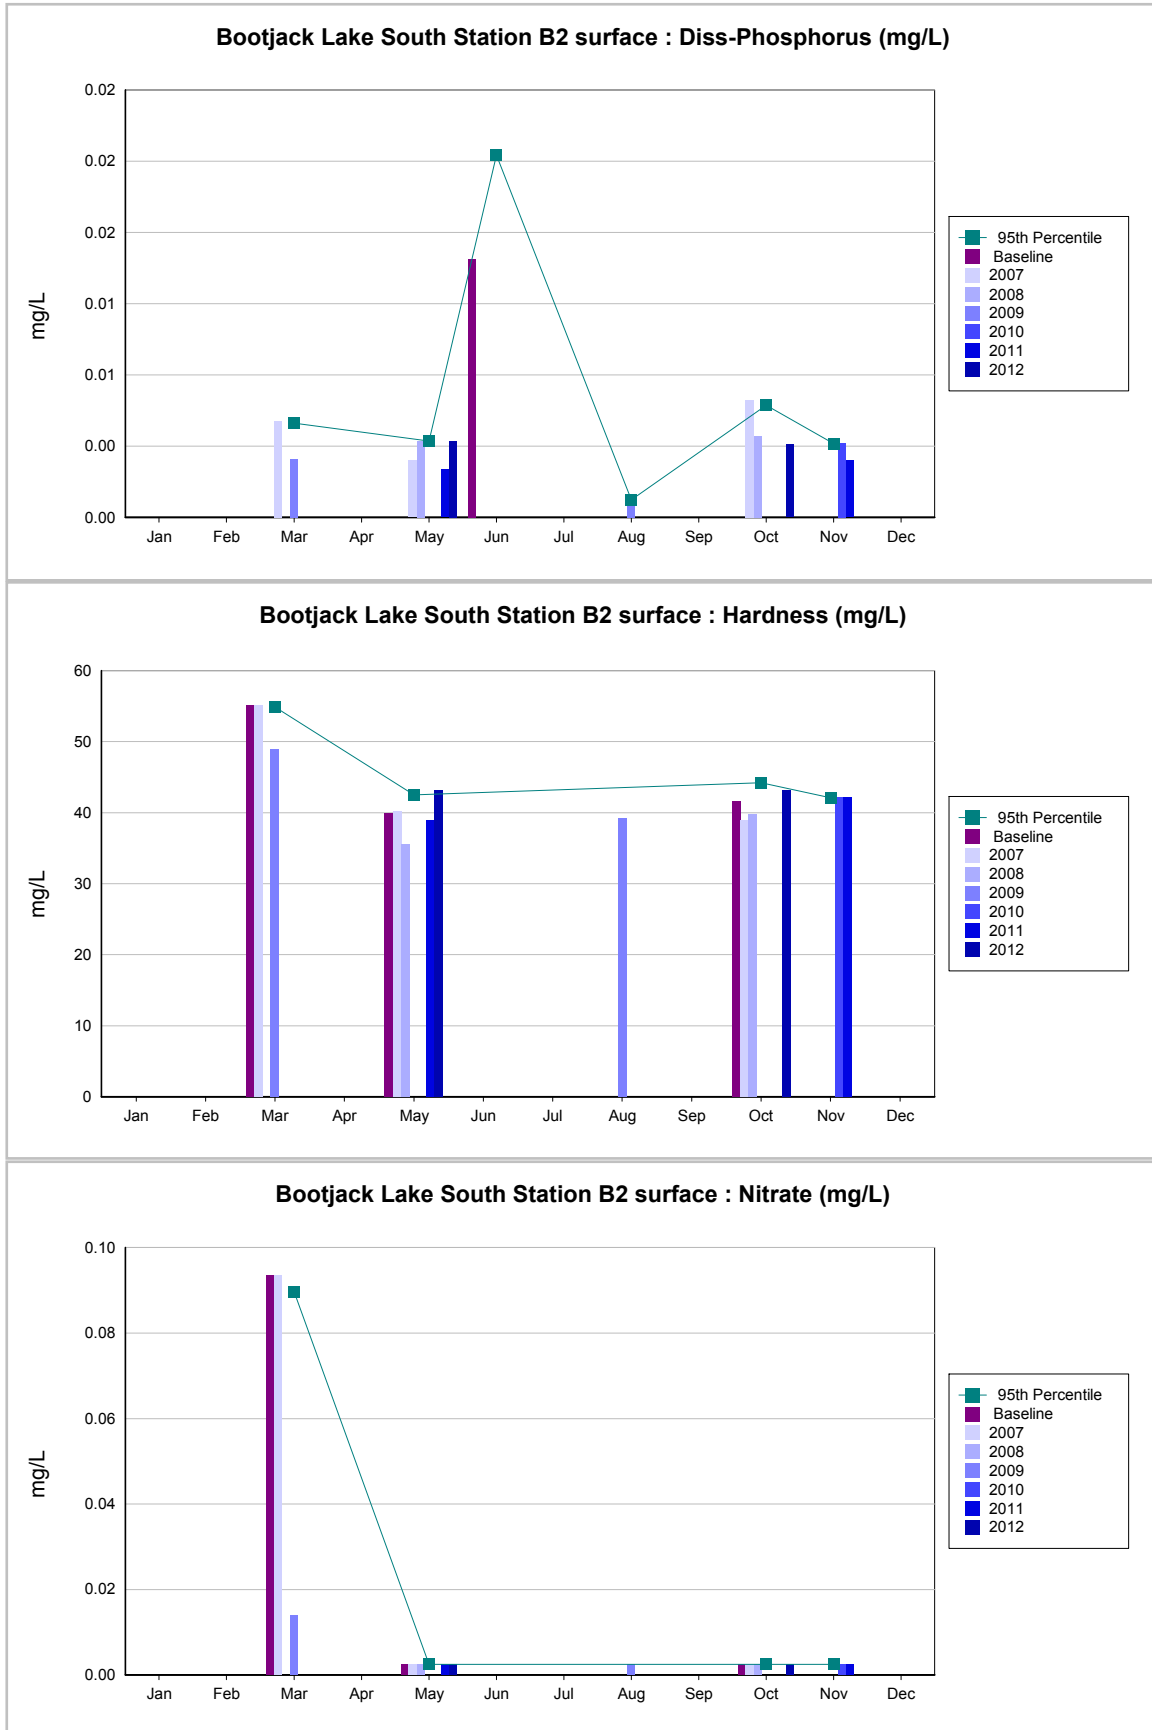 Bootjack Lake South Station B2 surface : Diss-Phosphorus (mg/L)
0.02
0.02
0.02
0.01
0.01
0.00
0.00
mg/L
Jan Feb Mar Apr May Jun Jul Aug Sep Oct Nov Dec
95th Percentile
Baseline
2007
2008
2009
2010
2011
2012
Bootjack Lake South Station B2 surface : Hardness (mg/L)
60
50
40
30
20
10
0
mg/L
Jan Feb Mar Apr May Jun Jul Aug Sep Oct Nov Dec
95th Percentile
Baseline
2007
2008
2009
2010
2011
2012
Bootjack Lake South Station B2 surface : Nitrate (mg/L)
0.10
0.08
0.06
0.04
0.02
0.00
mg/L
Jan Feb Mar Apr May Jun Jul Aug Sep Oct Nov Dec
95th Percentile
Baseline
2007
2008
2009
2010
2011
2012